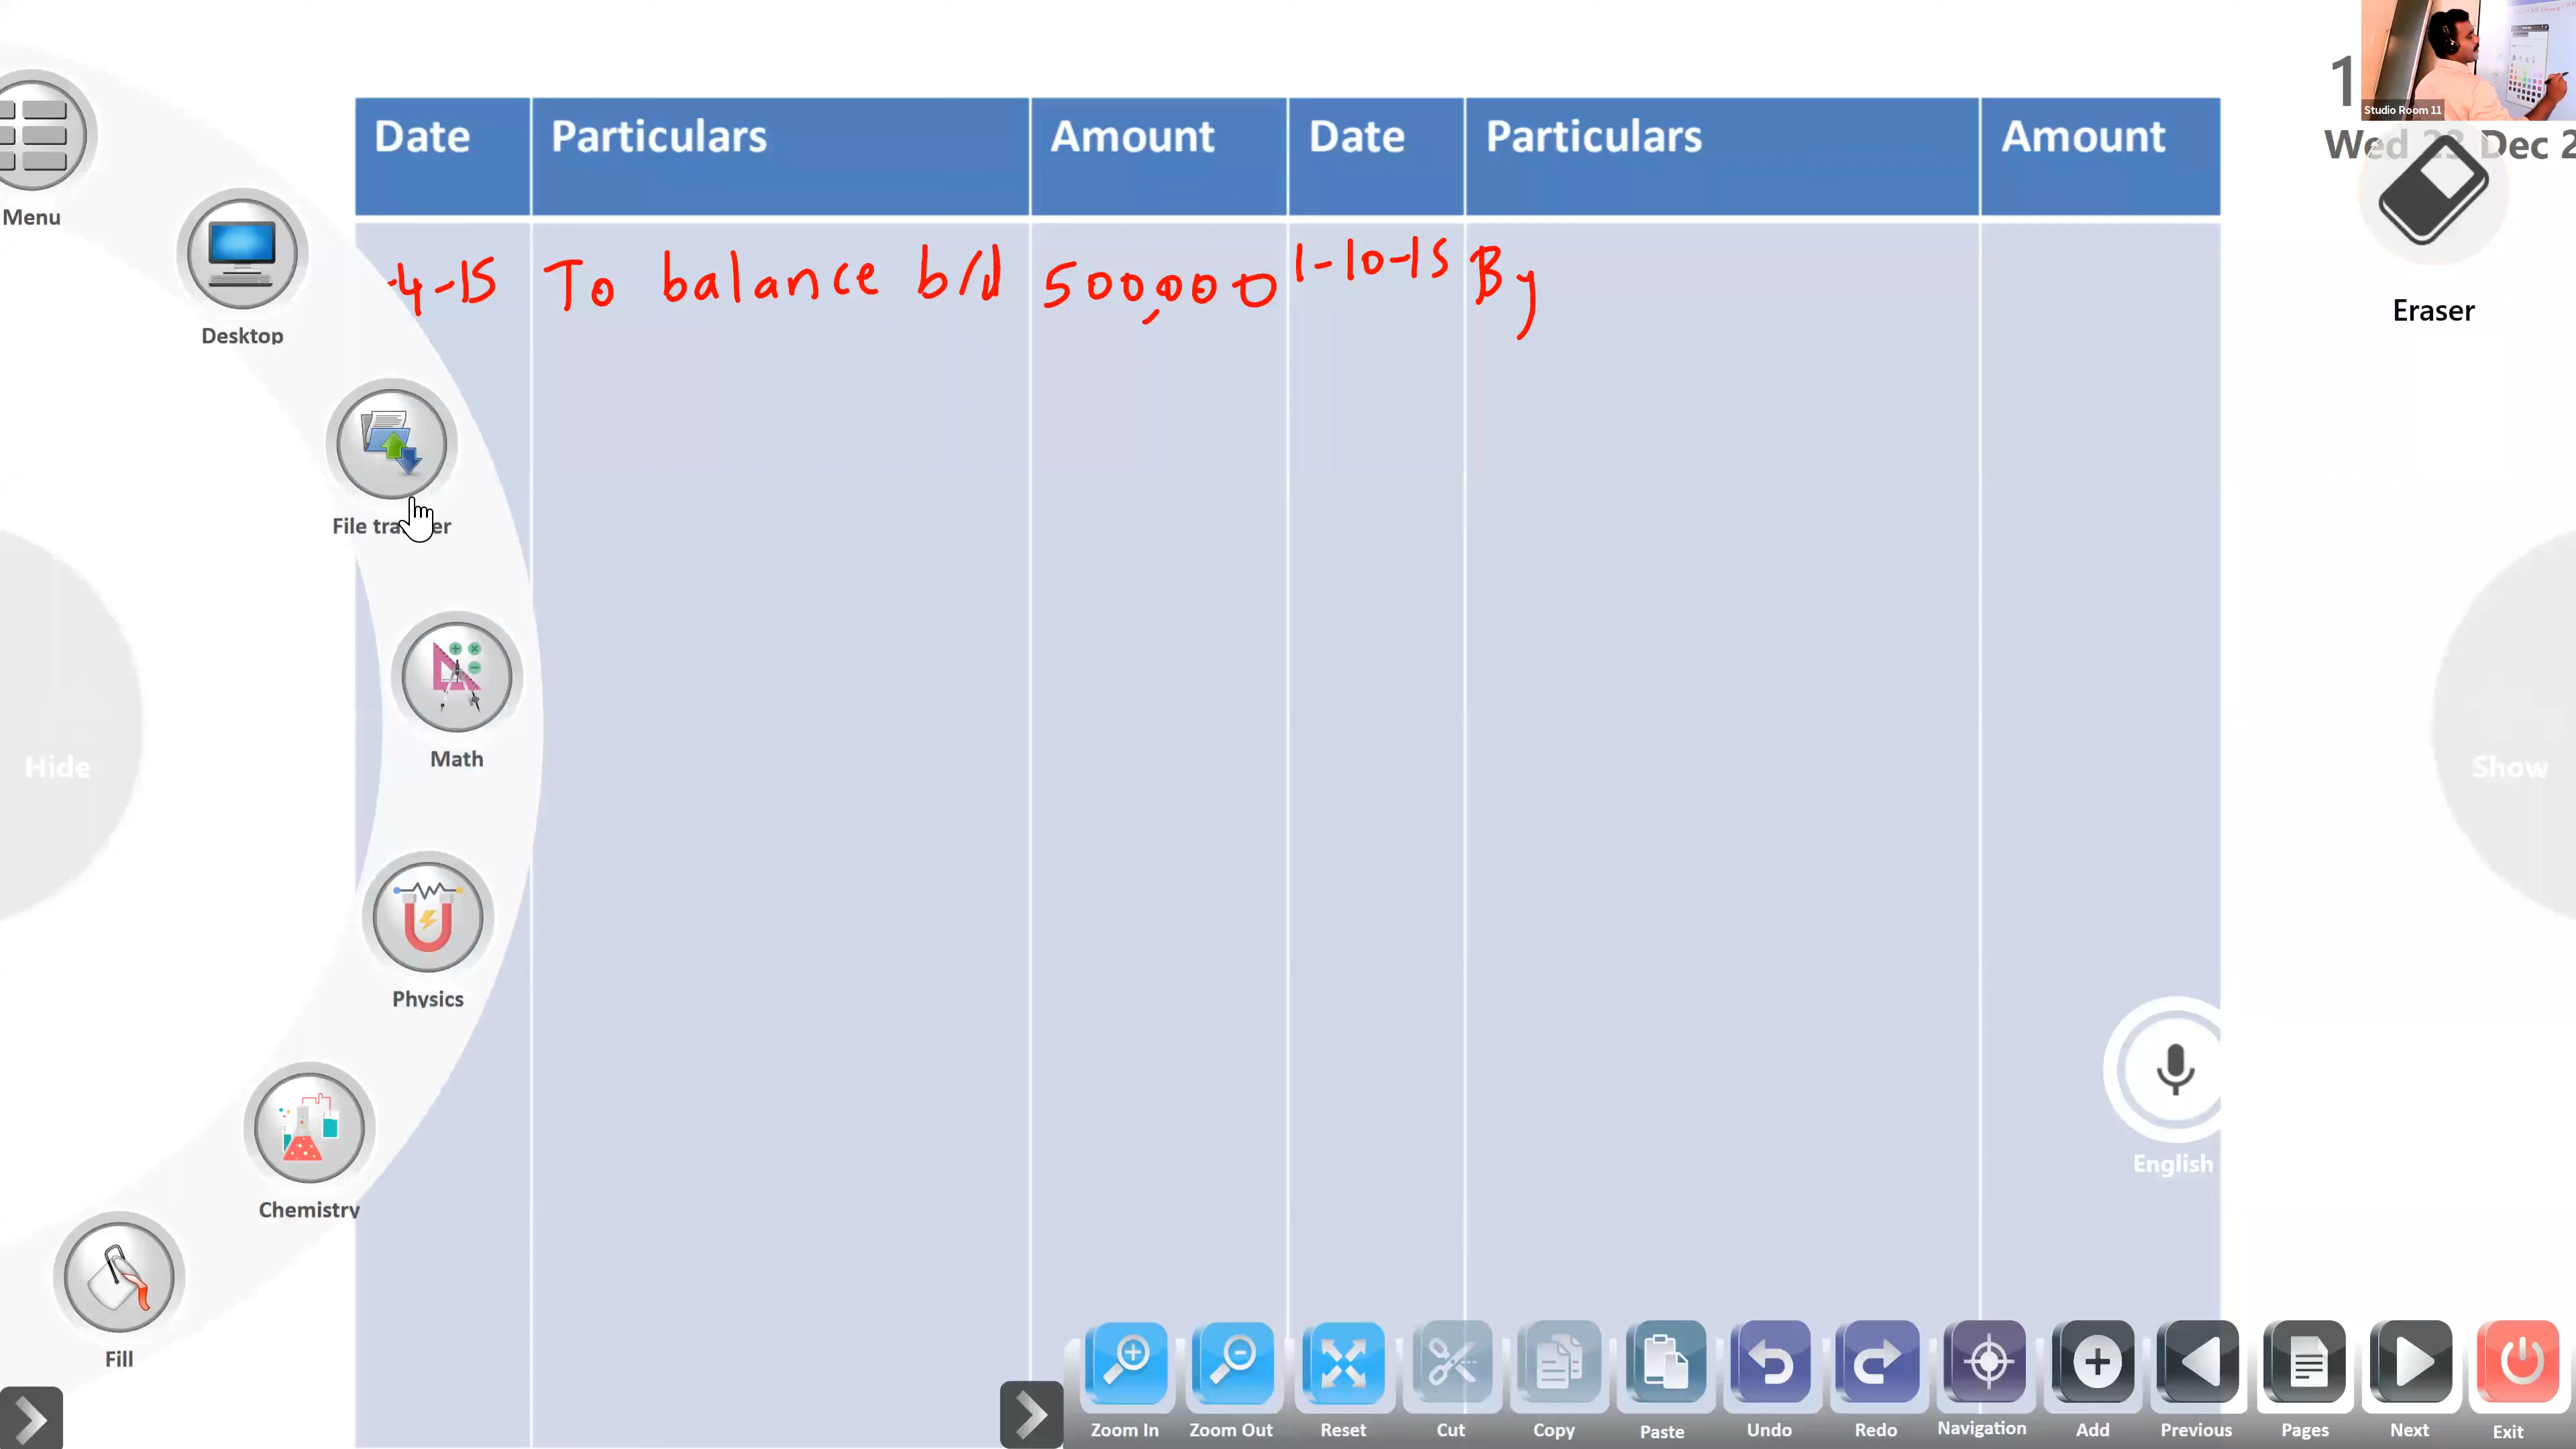 Studio Room 11
Wed 23 Dec 2
Date Particulars Amount Date Particulars Amount
-4-15 To balance b/d 500,000 1-10-15 By
Menu
Desktop
Eraser
File
Math
Hide
Show
Physics
English
Chemistry
Fill
Zoom In Zoom Out Reset Cut Copy Paste Undo Redo Navigation Add Previous Pages Next Exit